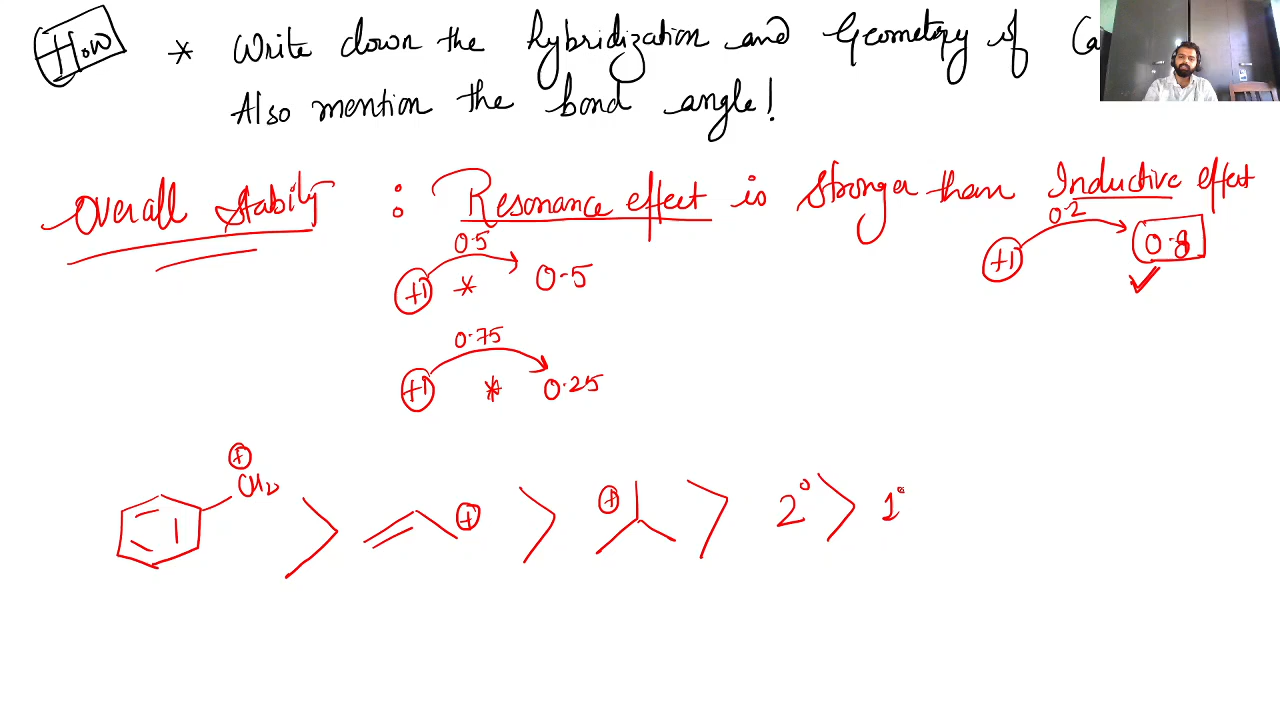 How * Write down the hybridization and Geometry of Ca
Also mention the bond angle!
Overall stability : Resonance effect is stronger than Inductive effect
0.5 0.2
+1 * 0.5 +1 0.8
0.75
+1 * 0.25
+ CH2 > + > + > 2° > 1°